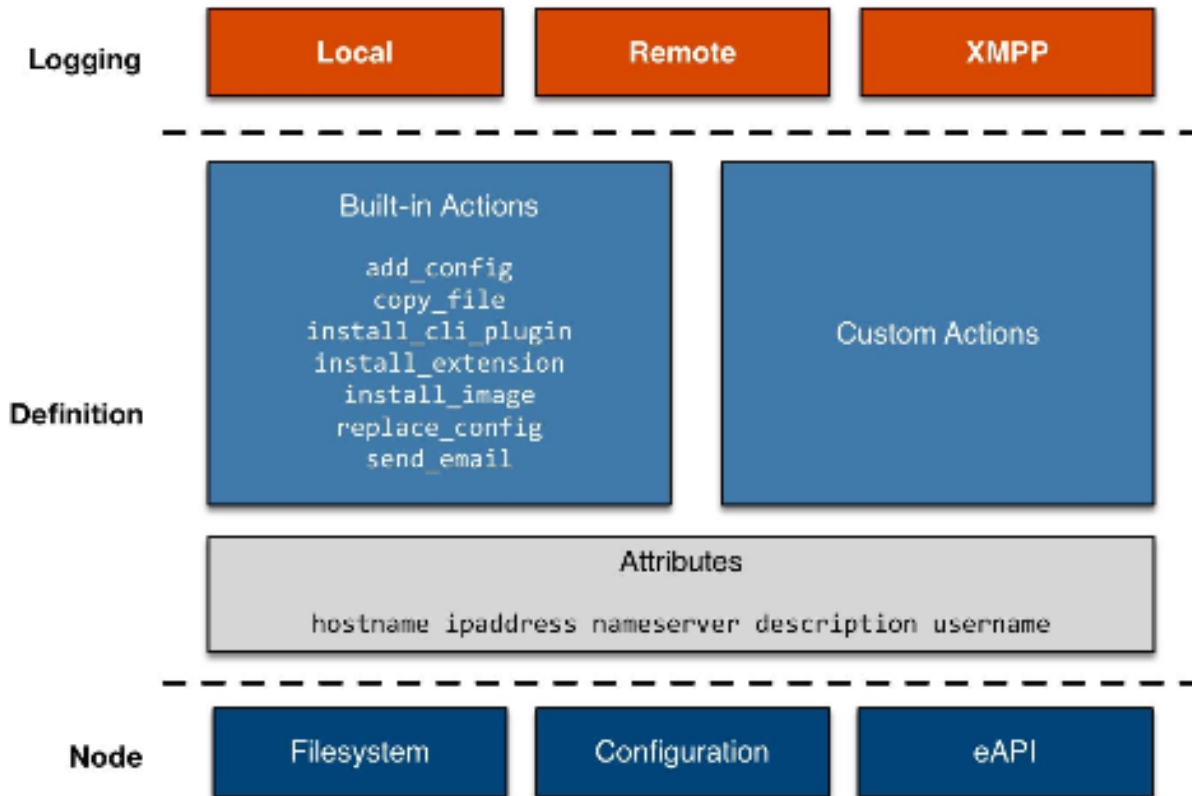 Logging
Local
Remote
XMPP
Definition
Built-in Actions
add_config
copy_file
install_cli_plugin
install_extension
install_image
replace_config
send_email
Custom Actions
Attributes
hostname ipaddress nameserver description username
Node
Filesystem
Configuration
eAPI